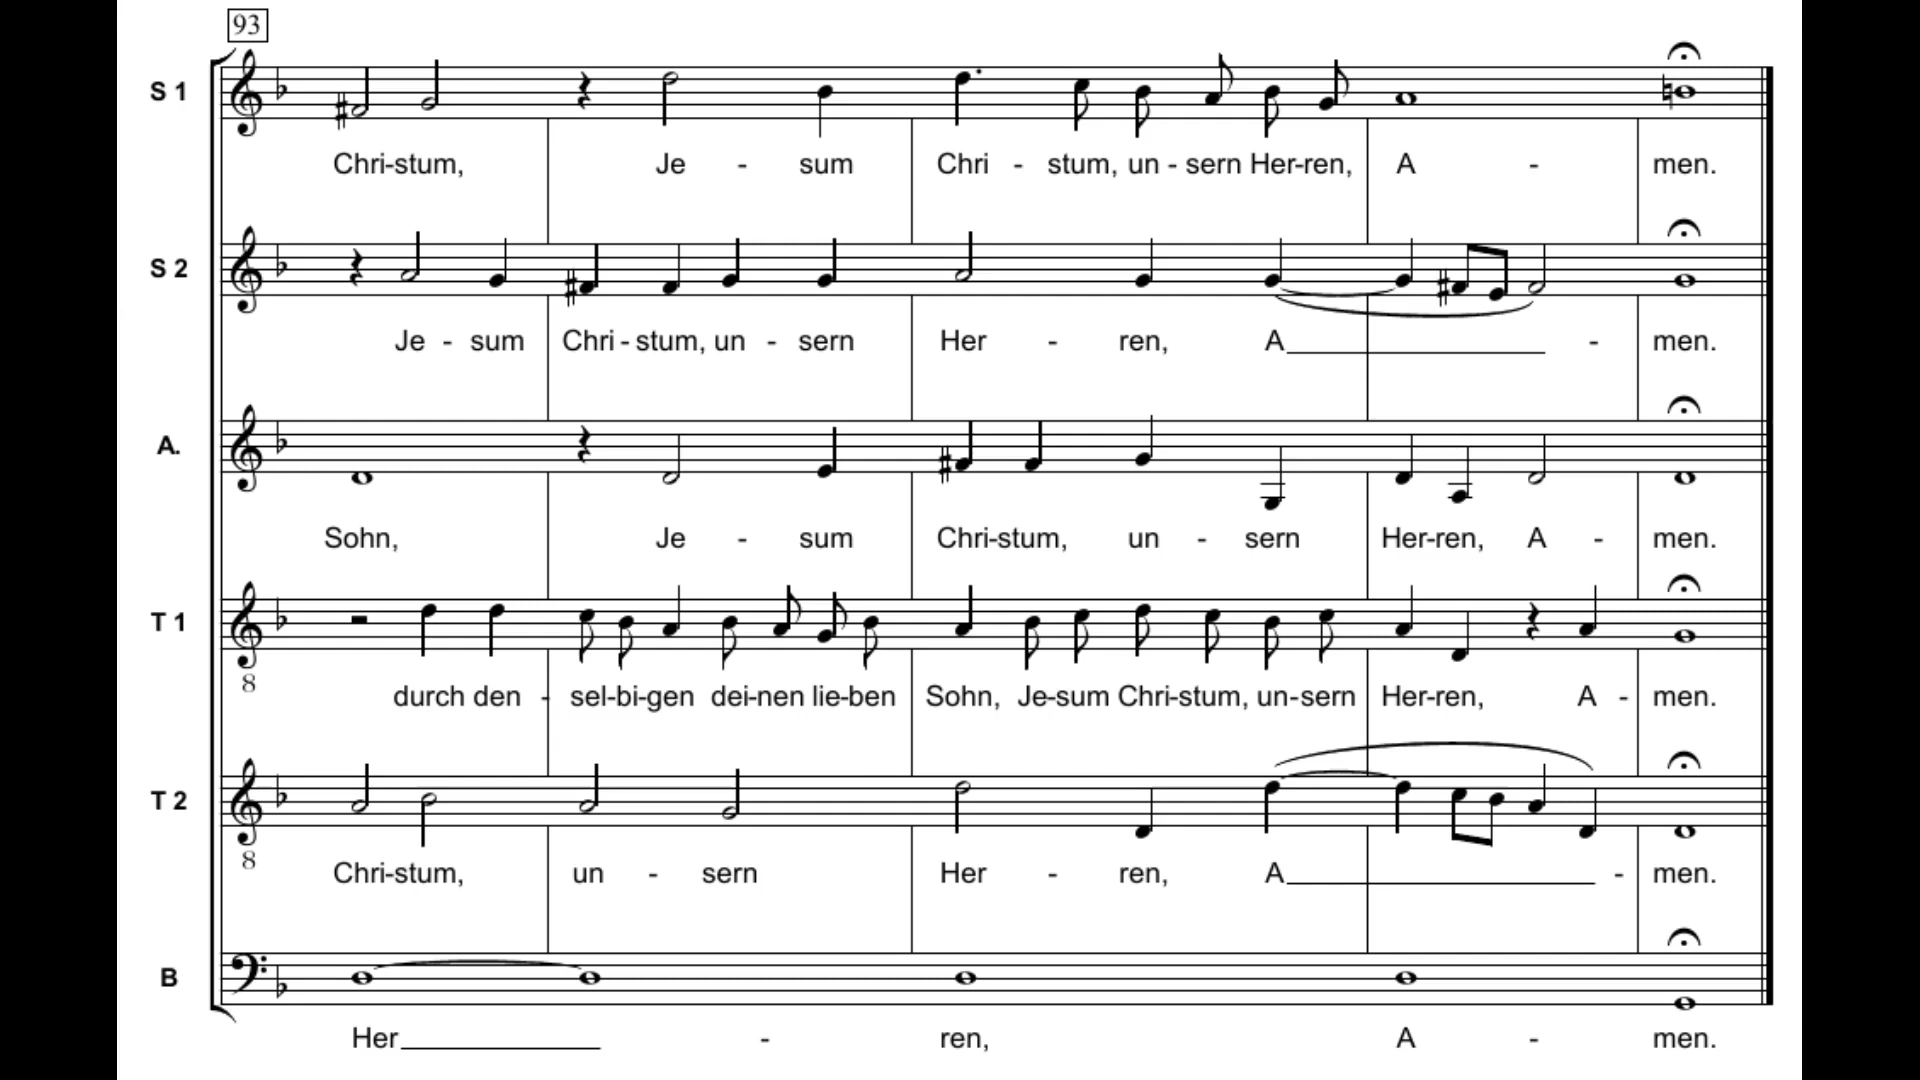 93
S 1
Chri-stum, Je - sum Chri - stum, un - sern Her-ren, A - men.
S 2
Je - sum Chri - stum, un - sern Her - ren, A - men.
A.
Sohn, Je - sum Chri-stum, un - sern Her-ren, A - men.
T 1
8
durch den - sel-bi-gen dei-nen lie-ben Sohn, Je-sum Chri-stum, un-sern Her-ren, A - men.
T 2
8
Chri-stum, un - sern Her - ren, A - men.
B
Her - ren, A - men.